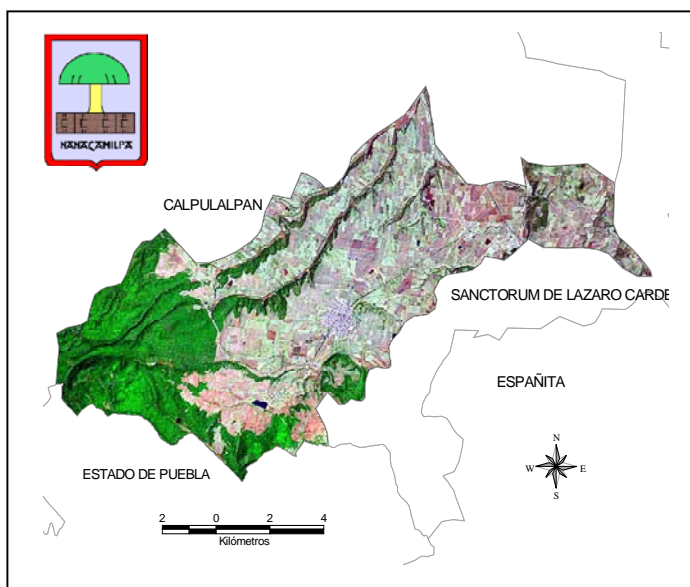 NANACAMILPA
CALPULALPAN
SANCTORUM DE LAZARO CARDE
ESPAÑITA
ESTADO DE PUEBLA
N
W E
S
2 0 2 4
Kilómetros